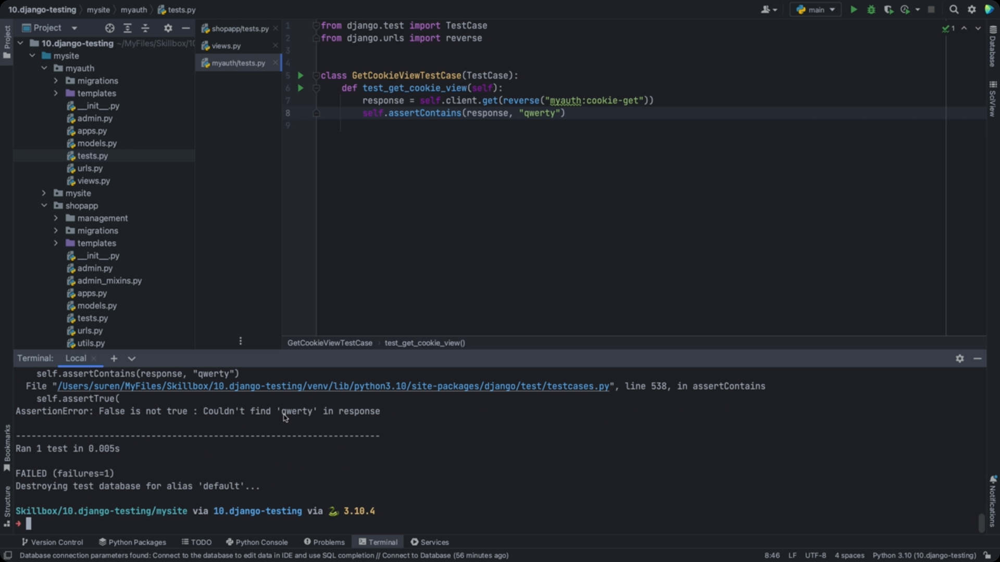 10.django-testing mysite myauth tests.py
main
Project
Project
10.django-testing ~/MyFiles/Skillbox/10
mysite
myauth
migrations
templates
__init__.py
admin.py
apps.py
models.py
tests.py
urls.py
views.py
mysite
shopapp
management
migrations
templates
__init__.py
admin.py
admin_mixins.py
apps.py
models.py
tests.py
urls.py
utils.py
shopapp/tests.py
views.py
myauth/tests.py
1 from django.test import TestCase
2 from django.urls import reverse
3
4
5 class GetCookieViewTestCase(TestCase):
6 def test_get_cookie_view(self):
7 response = self.client.get(reverse("myauth:cookie-get"))
8 self.assertContains(response, "qwerty")
9
1
Database
SciView
GetCookieViewTestCase test_get_cookie_view()
Terminal: Local
self.assertContains(response, "qwerty")
File "/Users/suren/MyFiles/Skillbox/10.django-testing/venv/lib/python3.10/site-packages/django/test/testcases.py", line 538, in assertContains
self.assertTrue(
AssertionError: False is not true : Couldn't find 'qwerty' in response
----------------------------------------------------------------------
Ran 1 test in 0.005s
FAILED (failures=1)
Destroying test database for alias 'default'...
Skillbox/10.django-testing/mysite via 10.django-testing via 🐍 3.10.4
➜
Bookmarks
Structure
Notifications
Version Control Python Packages TODO Python Console Problems Terminal Services
Database connection parameters found: Connect to the database to edit data in IDE and use SQL completion // Connect to Database (56 minutes ago) 8:46 LF UTF-8 4 spaces Python 3.10 (10.django-testing)